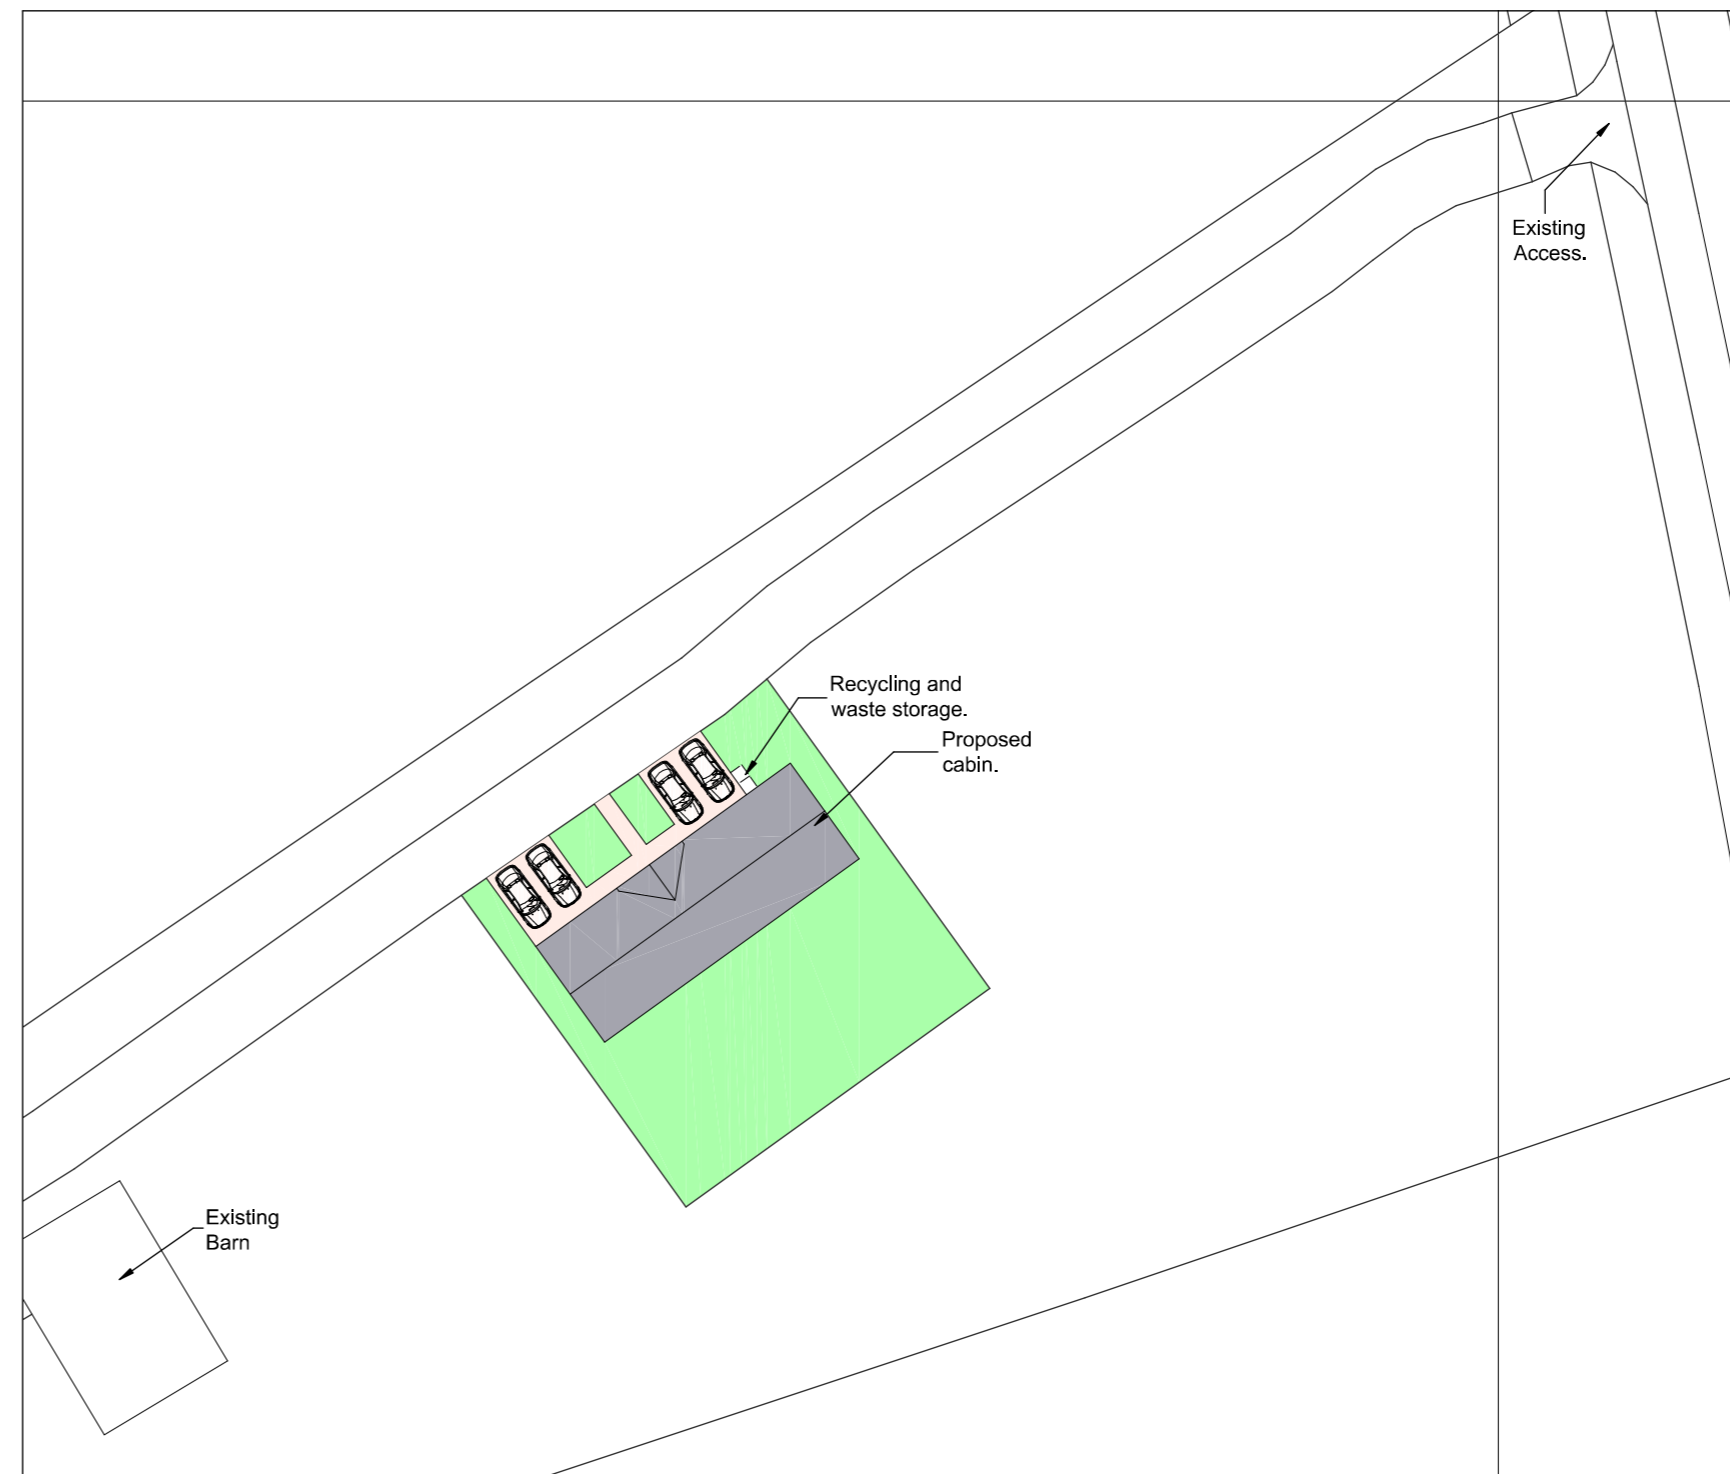 Existing
Access.
Recycling and
waste storage.
Proposed
cabin.
Existing
Barn